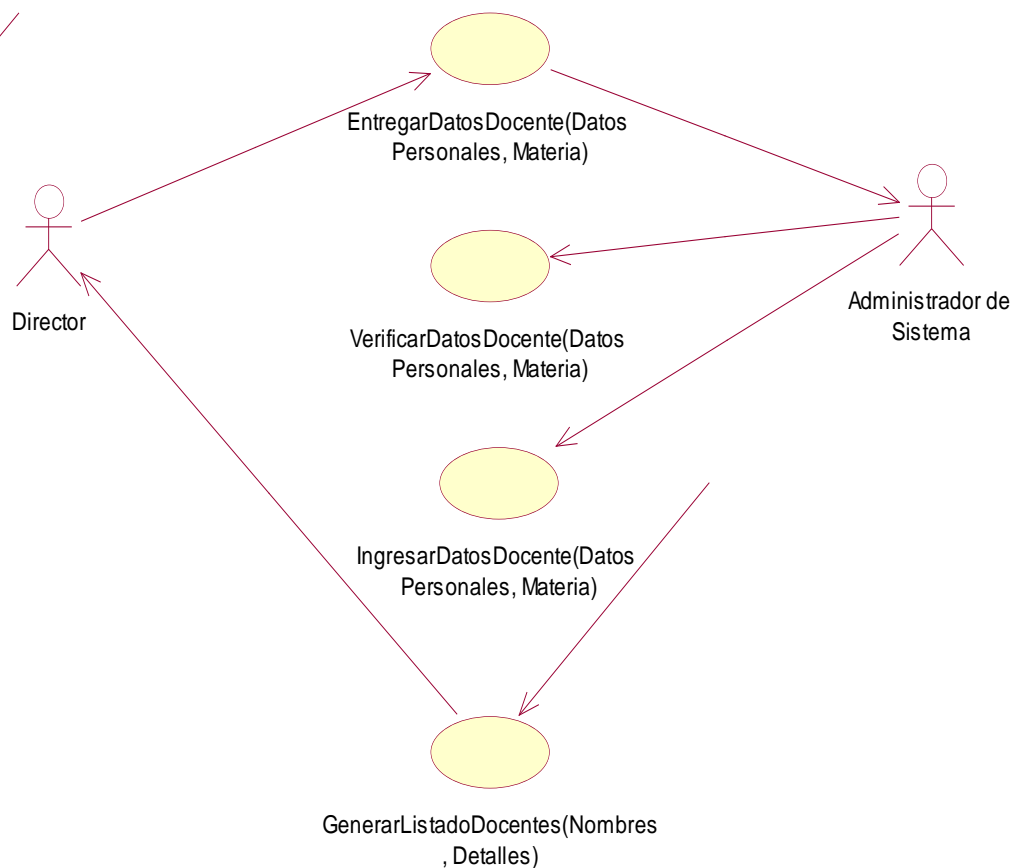 EntregarDatosDocente(Datos
Personales, Materia)
Director
Administrador de
Sistema
VerificarDatosDocente(Datos
Personales, Materia)
IngresarDatosDocente(Datos
Personales, Materia)
GenerarListadoDocentes(Nombres
, Detalles)